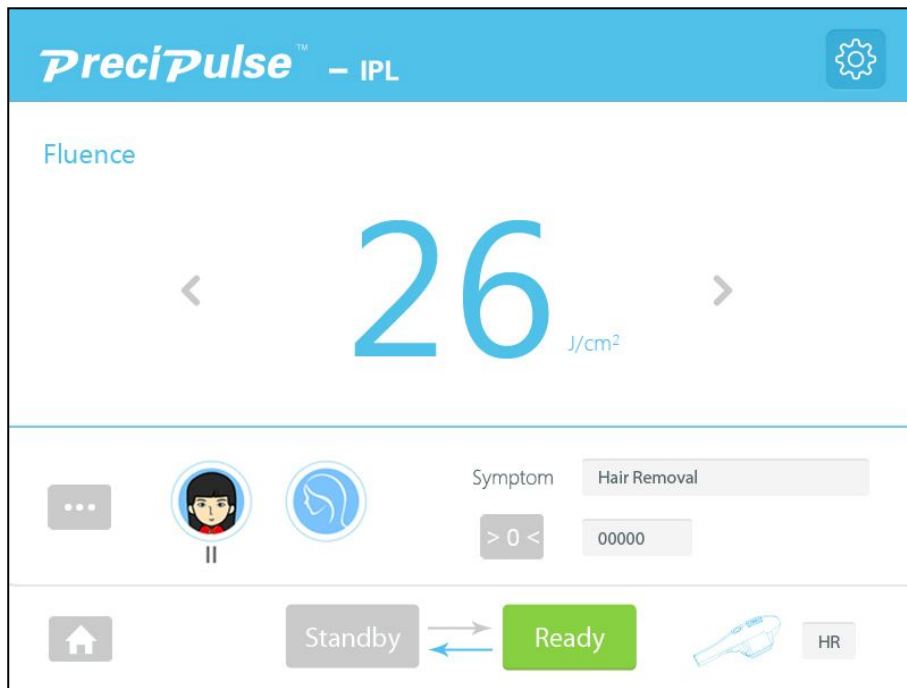 PreciPulse™ – IPL
Fluence
26 J/cm²
Symptom Hair Removal
II
> 0 < 00000
Standby Ready HR